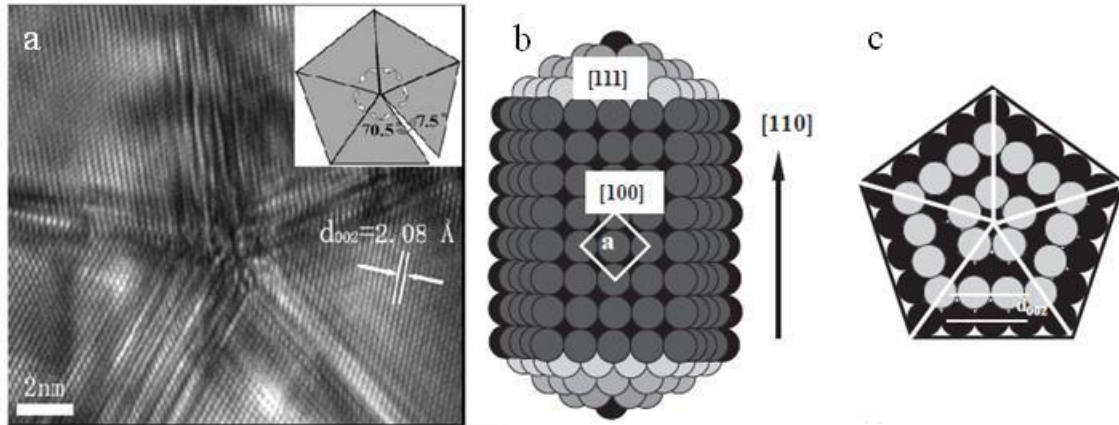 a
70.5°
7.5°
d002=2.08 Å
2nm
b
[111]
[110]
[100]
a
c
d002